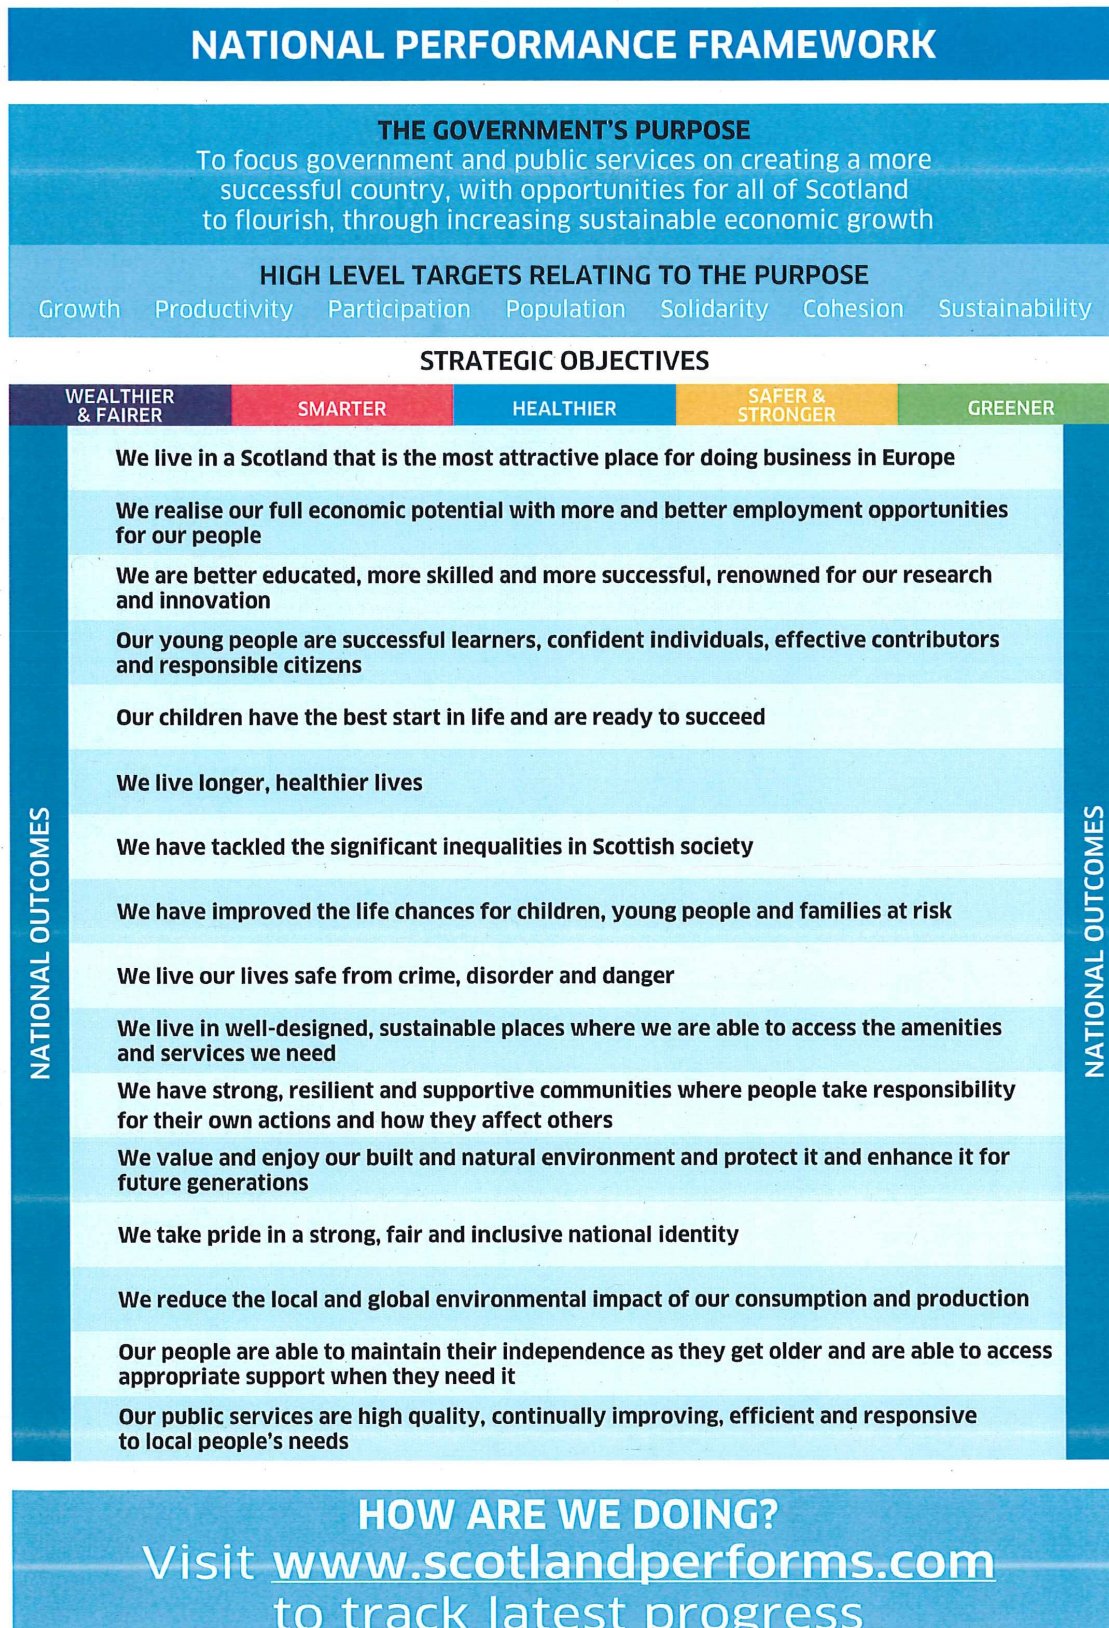 NATIONAL PERFORMANCE FRAMEWORK
THE GOVERNMENT'S PURPOSE
To focus government and public services on creating a more
successful country, with opportunities for all of Scotland
to flourish, through increasing sustainable economic growth
HIGH LEVEL TARGETS RELATING TO THE PURPOSE
Growth Productivity Participation Population Solidarity Cohesion Sustainability
STRATEGIC OBJECTIVES
WEALTHIER
& FAIRER
SMARTER
HEALTHIER
SAFER &
STRONGER
GREENER
NATIONAL OUTCOMES
We live in a Scotland that is the most attractive place for doing business in Europe
We realise our full economic potential with more and better employment opportunities
for our people
We are better educated, more skilled and more successful, renowned for our research
and innovation
Our young people are successful learners, confident individuals, effective contributors
and responsible citizens
Our children have the best start in life and are ready to succeed
We live longer, healthier lives
We have tackled the significant inequalities in Scottish society
We have improved the life chances for children, young people and families at risk
We live our lives safe from crime, disorder and danger
We live in well-designed, sustainable places where we are able to access the amenities
and services we need
We have strong, resilient and supportive communities where people take responsibility
for their own actions and how they affect others
We value and enjoy our built and natural environment and protect it and enhance it for
future generations
We take pride in a strong, fair and inclusive national identity
We reduce the local and global environmental impact of our consumption and production
Our people are able to maintain their independence as they get older and are able to access
appropriate support when they need it
Our public services are high quality, continually improving, efficient and responsive
to local people's needs
NATIONAL OUTCOMES
HOW ARE WE DOING?
Visit www.scotlandperforms.com
to track latest progress